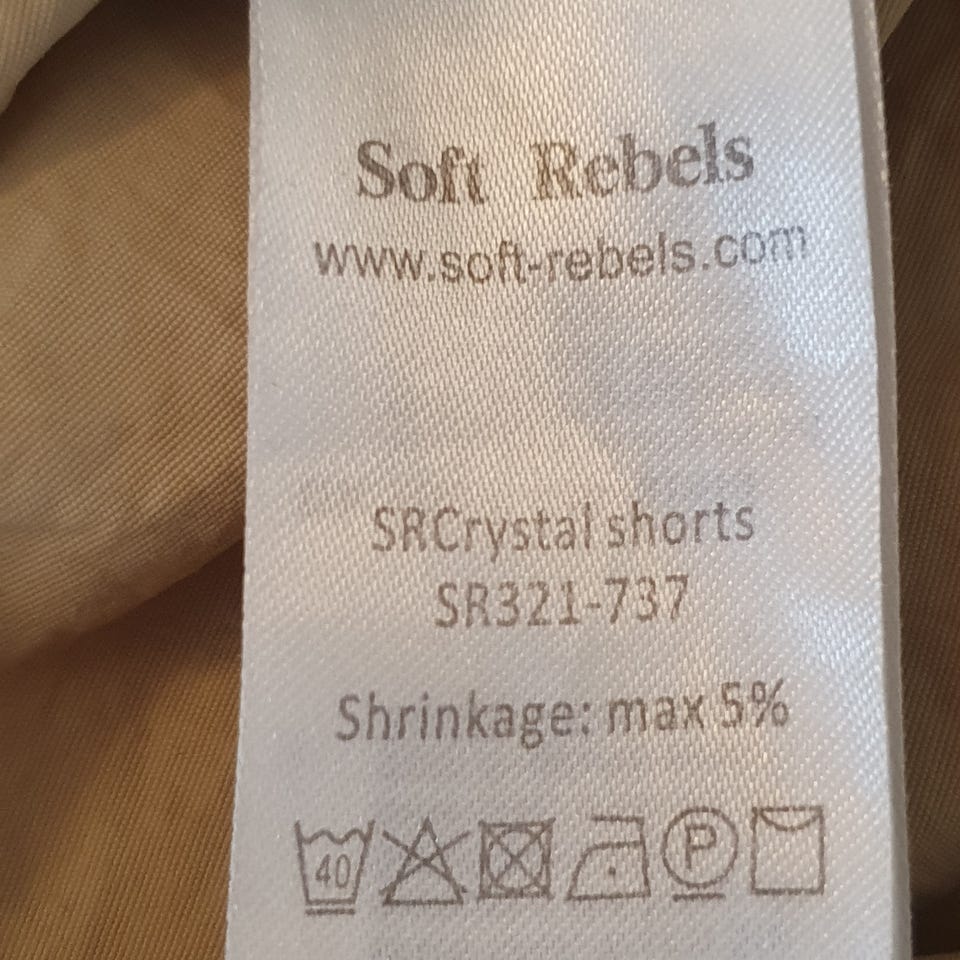 Soft Rebels
www.soft-rebels.com
SRCrystal shorts
SR321-737
Shrinkage: max 5%
40 P